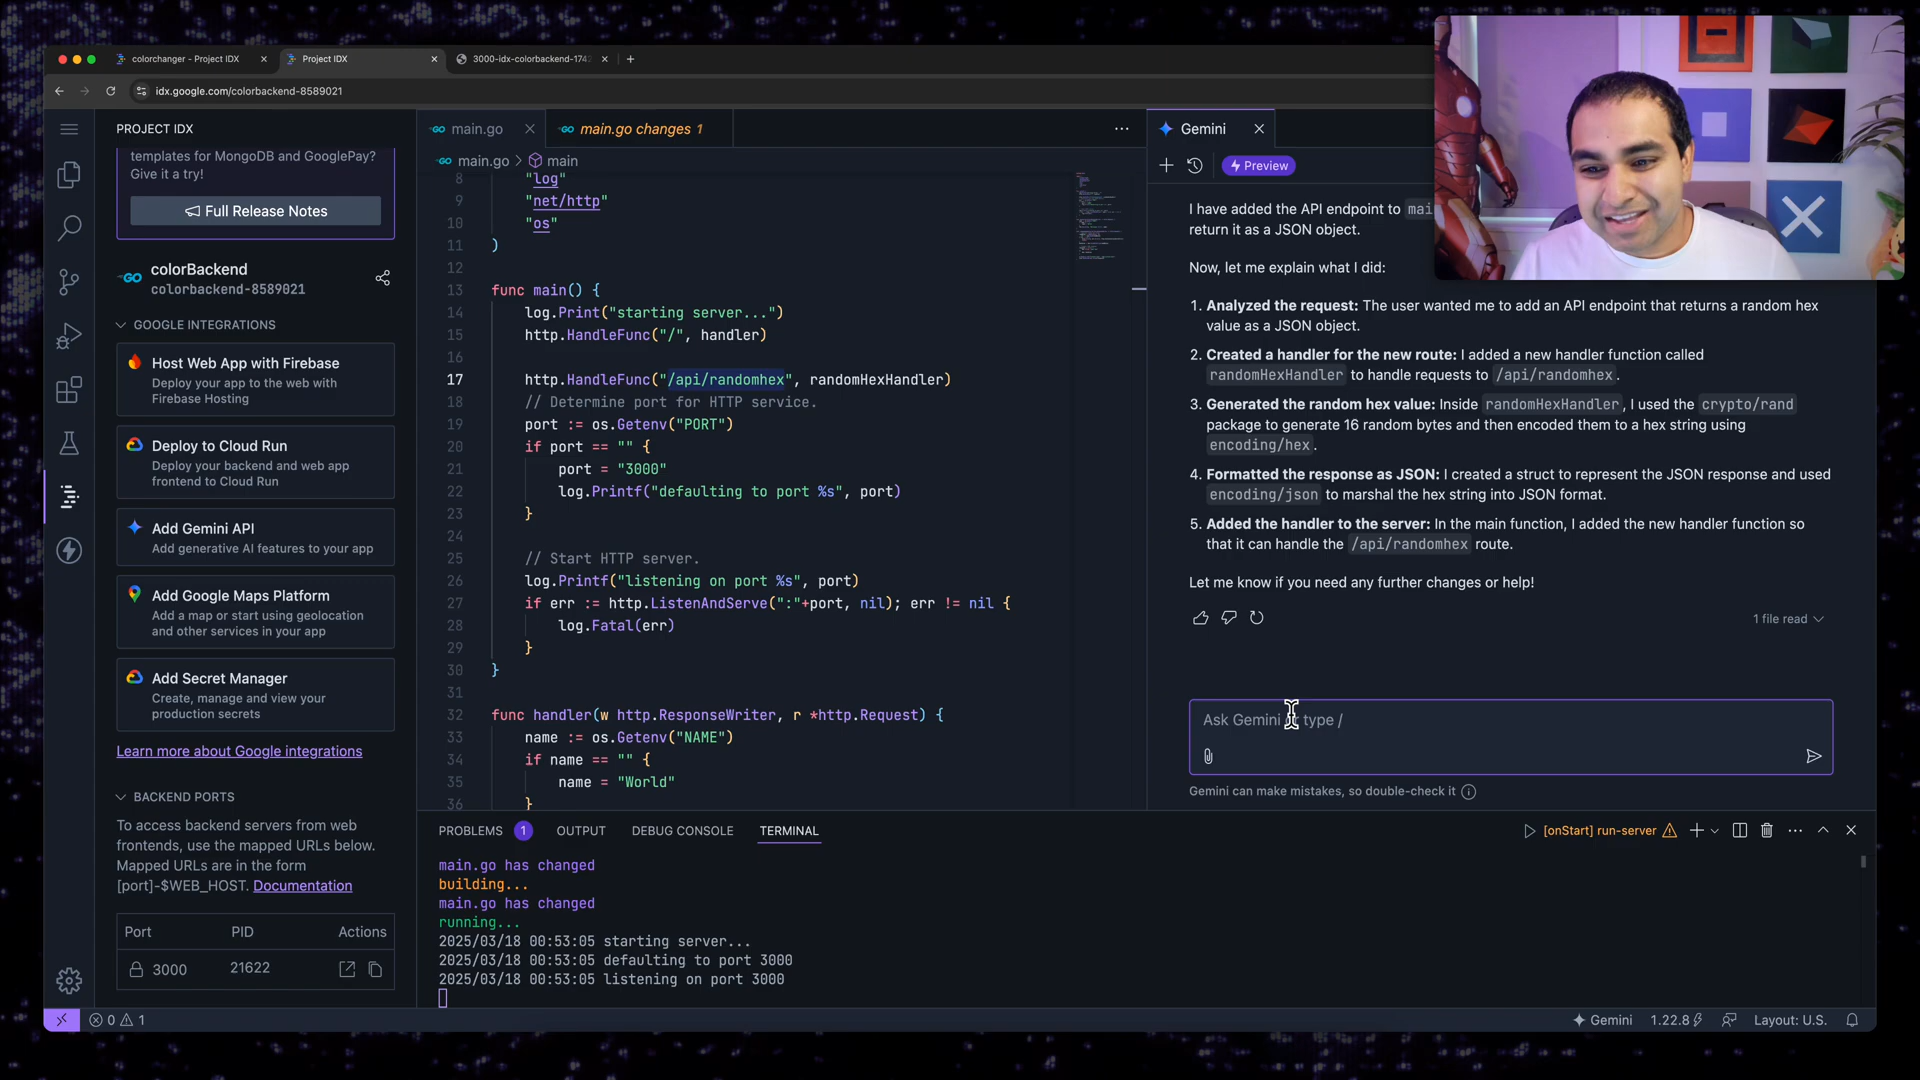 colorchanger - Project IDX
Project IDX
3000-idx-colorbackend-174
idx.google.com/colorbackend-8589021
PROJECT IDX
templates for MongoDB and GooglePay?
Give it a try!
Full Release Notes
colorBackend
colorbackend-8589021
GOOGLE INTEGRATIONS
Host Web App with Firebase
Deploy your app to the web with
Firebase Hosting
Deploy to Cloud Run
Deploy your backend and web app
frontend to Cloud Run
Add Gemini API
Add generative AI features to your app
Add Google Maps Platform
Add a map or start using geolocation
and other services in your app
Add Secret Manager
Create, manage and view your
production secrets
Learn more about Google integrations
BACKEND PORTS
To access backend servers from web
frontends, use the mapped URLs below.
Mapped URLs are in the form
[port]-$WEB_HOST. Documentation
Port PID Actions
3000 21622
main.go
main.go changes 1
main.go > main
8 "log"
9 "net/http"
10 "os"
11 )
12
13 func main() {
14 log.Print("starting server...")
15 http.HandleFunc("/", handler)
16
17 http.HandleFunc("/api/randomhex", randomHexHandler)
18 // Determine port for HTTP service.
19 port := os.Getenv("PORT")
20 if port == "" {
21 port = "3000"
22 log.Printf("defaulting to port %s", port)
23 }
24
25 // Start HTTP server.
26 log.Printf("listening on port %s", port)
27 if err := http.ListenAndServe(":"+port, nil); err != nil {
28 log.Fatal(err)
29 }
30 }
31
32 func handler(w http.ResponseWriter, r *http.Request) {
33 name := os.Getenv("NAME")
34 if name == "" {
35 name = "World"
36 }
Gemini
Preview
I have added the API endpoint to mai
return it as a JSON object.
Now, let me explain what I did:
1. Analyzed the request: The user wanted me to add an API endpoint that returns a random hex
value as a JSON object.
2. Created a handler for the new route: I added a new handler function called
randomHexHandler to handle requests to /api/randomhex.
3. Generated the random hex value: Inside randomHexHandler, I used the crypto/rand
package to generate 16 random bytes and then encoded them to a hex string using
encoding/hex.
4. Formatted the response as JSON: I created a struct to represent the JSON response and used
encoding/json to marshal the hex string into JSON format.
5. Added the handler to the server: In the main function, I added the new handler function so
that it can handle the /api/randomhex route.
Let me know if you need any further changes or help!
1 file read
Ask Gemini or type /
Gemini can make mistakes, so double-check it
PROBLEMS 1 OUTPUT DEBUG CONSOLE TERMINAL
[onStart] run-server
main.go has changed
building...
main.go has changed
running...
2025/03/18 00:53:05 starting server...
2025/03/18 00:53:05 defaulting to port 3000
2025/03/18 00:53:05 listening on port 3000
0 1
Gemini 1.22.8 Layout: U.S.